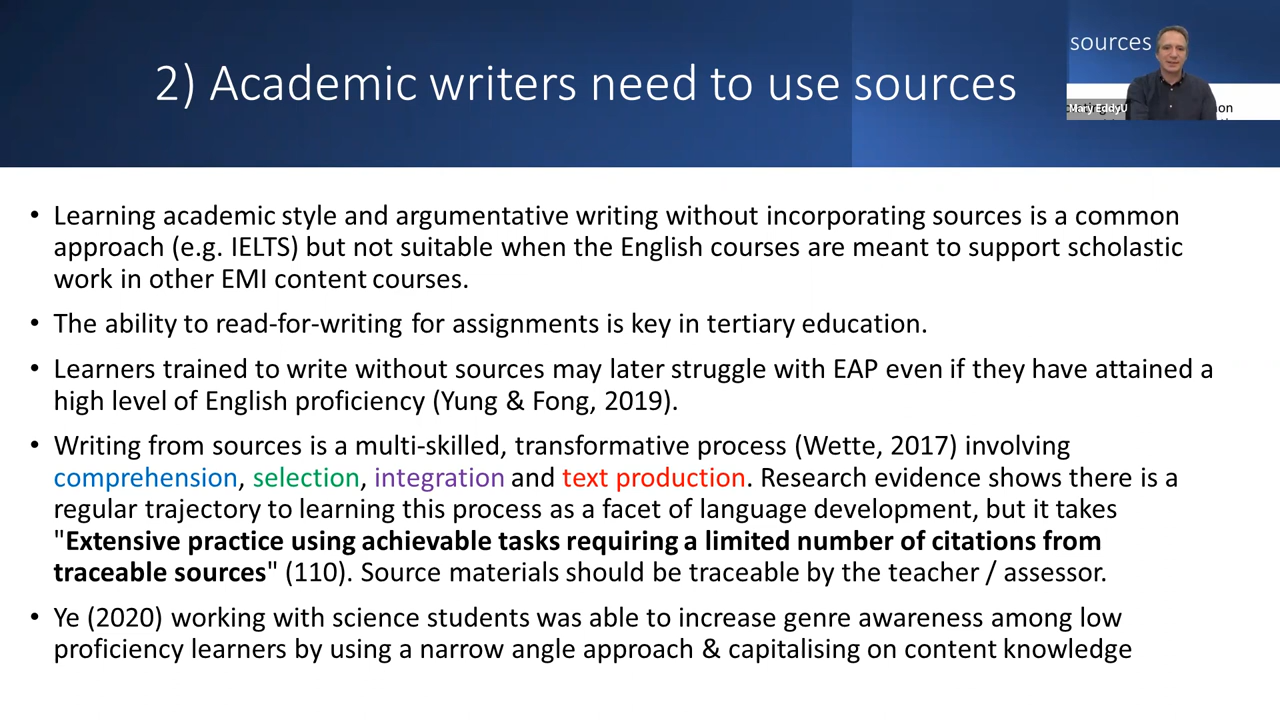 2) Academic writers need to use sources
sources
Mary EddyU
on
• Learning academic style and argumentative writing without incorporating sources is a common
approach (e.g. IELTS) but not suitable when the English courses are meant to support scholastic
work in other EMI content courses.
• The ability to read-for-writing for assignments is key in tertiary education.
• Learners trained to write without sources may later struggle with EAP even if they have attained a
high level of English proficiency (Yung & Fong, 2019).
• Writing from sources is a multi-skilled, transformative process (Wette, 2017) involving
comprehension, selection, integration and text production. Research evidence shows there is a
regular trajectory to learning this process as a facet of language development, but it takes
"Extensive practice using achievable tasks requiring a limited number of citations from
traceable sources" (110). Source materials should be traceable by the teacher / assessor.
• Ye (2020) working with science students was able to increase genre awareness among low
proficiency learners by using a narrow angle approach & capitalising on content knowledge